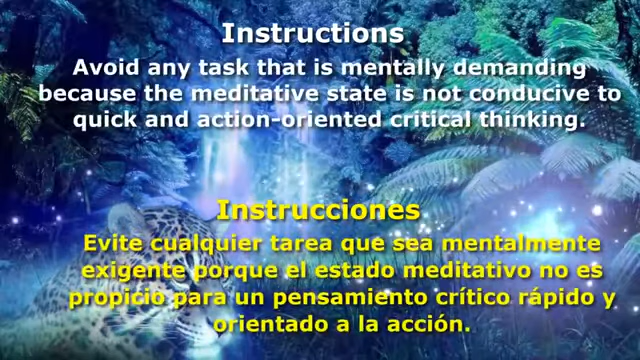 Instructions
Avoid any task that is mentally demanding
because the meditative state is not conducive to
quick and action-oriented critical thinking.
Instrucciones
Evite cualquier tarea que sea mentalmente
exigente porque el estado meditativo no es
propicio para un pensamiento crítico rápido y
orientado a la acción.